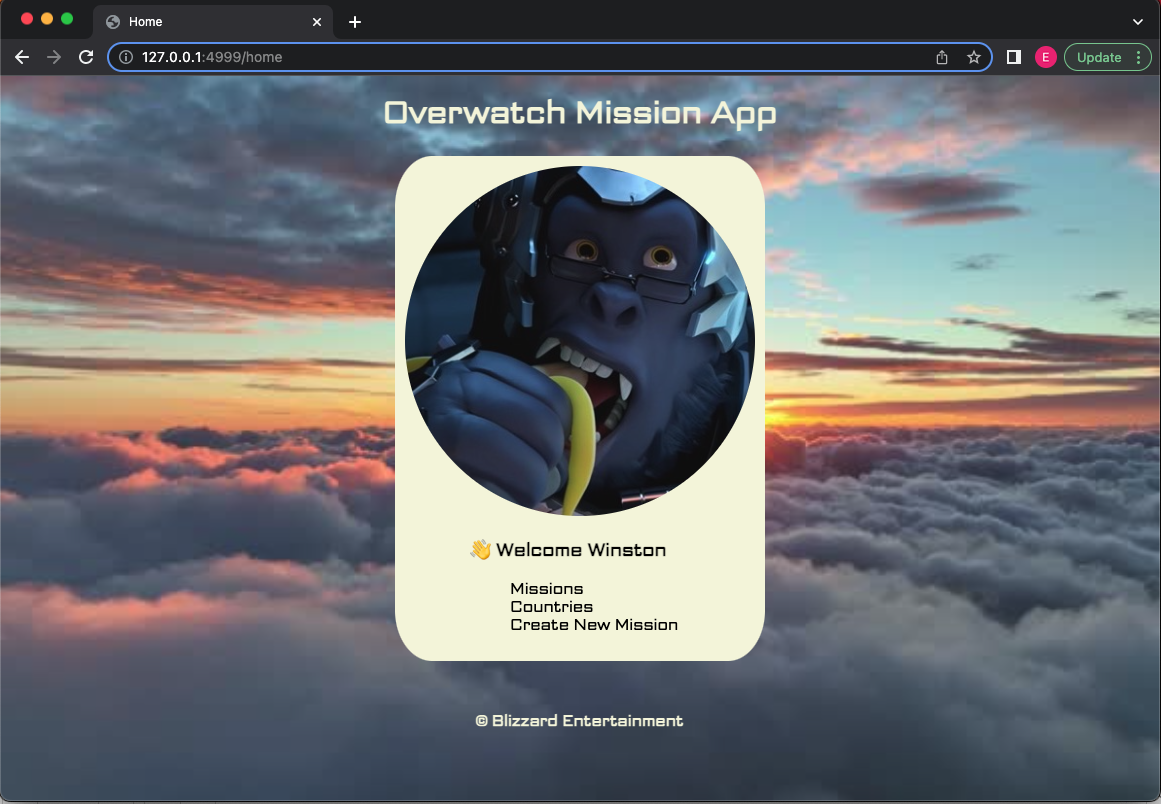 Home
127.0.0.1:4999/home
E
Update
Overwatch Mission App
👋 Welcome Winston
Missions
Countries
Create New Mission
© Blizzard Entertainment